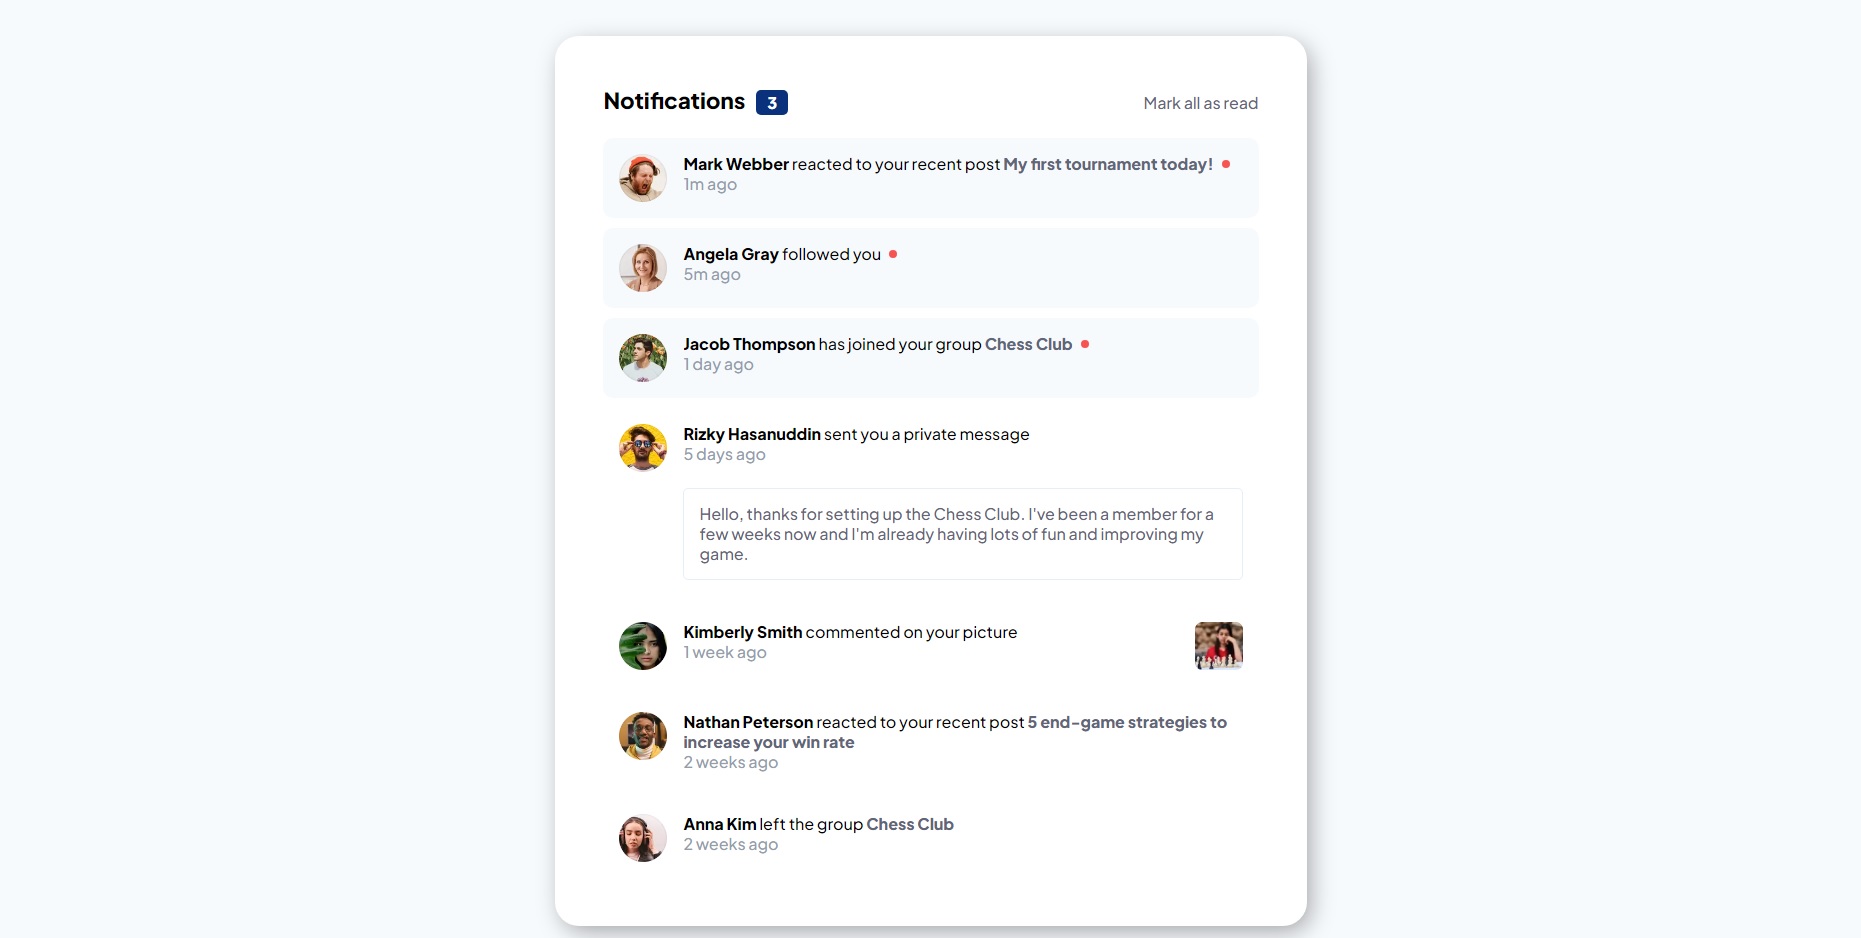 Notifications 3
Mark all as read
Mark Webber reacted to your recent post My first tournament today!
1m ago
Angela Gray followed you
5m ago
Jacob Thompson has joined your group Chess Club
1 day ago
Rizky Hasanuddin sent you a private message
5 days ago
Hello, thanks for setting up the Chess Club. I've been a member for a
few weeks now and I'm already having lots of fun and improving my
game.
Kimberly Smith commented on your picture
1 week ago
Nathan Peterson reacted to your recent post 5 end-game strategies to
increase your win rate
2 weeks ago
Anna Kim left the group Chess Club
2 weeks ago